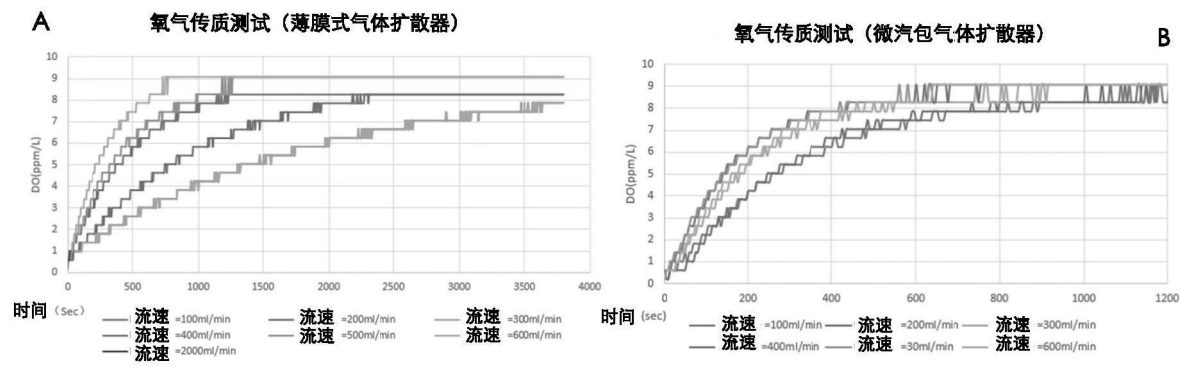 A
氧气传质测试（薄膜式气体扩散器）
10
9
8
7
6
5
4
3
2
1
0
DO(ppm/L)
0 500 1000 1500 2000 2500 3000 3500 4000
时间（Sec）
流速 =100ml/min 流速 =200ml/min 流速 =300ml/min
流速 =400ml/min 流速 =500ml/min 流速 =600ml/min
流速 =2000ml/min
氧气传质测试（微汽包气体扩散器）
B
10
9
8
7
6
5
4
3
2
1
0
DO(ppm/L)
0 200 400 600 800 1000 1200
时间 (sec)
流速 =100ml/min 流速 =200ml/min 流速 =300ml/min
流速 =400ml/min 流速 =30ml/min 流速 =600ml/min